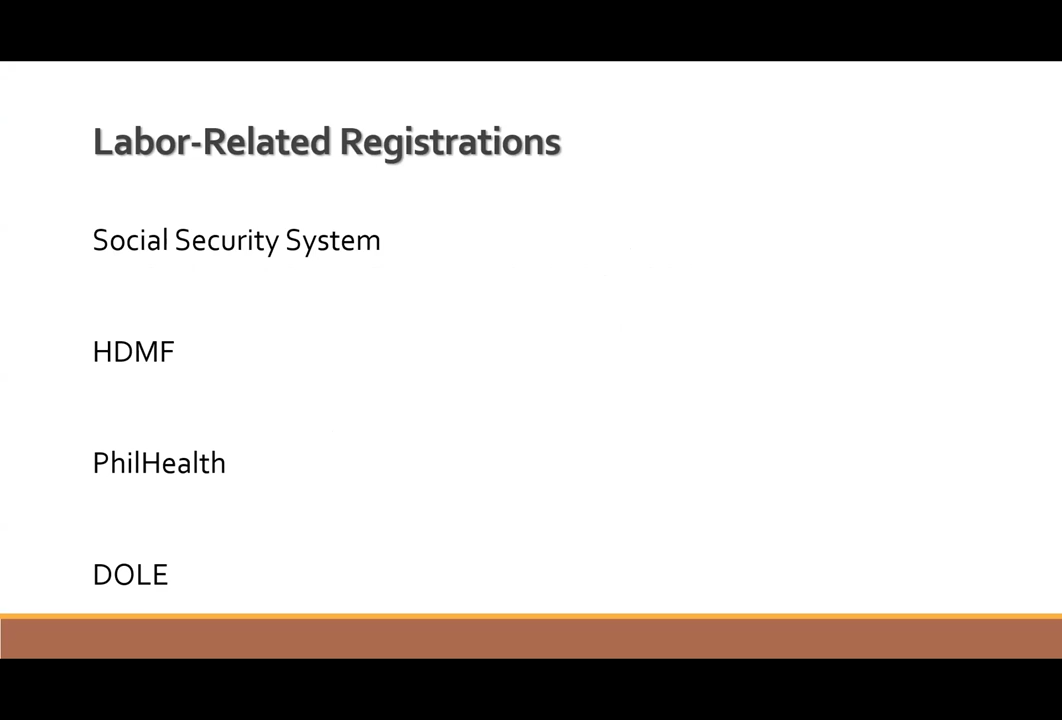 Labor-Related Registrations
Social Security System
HDMF
PhilHealth
DOLE